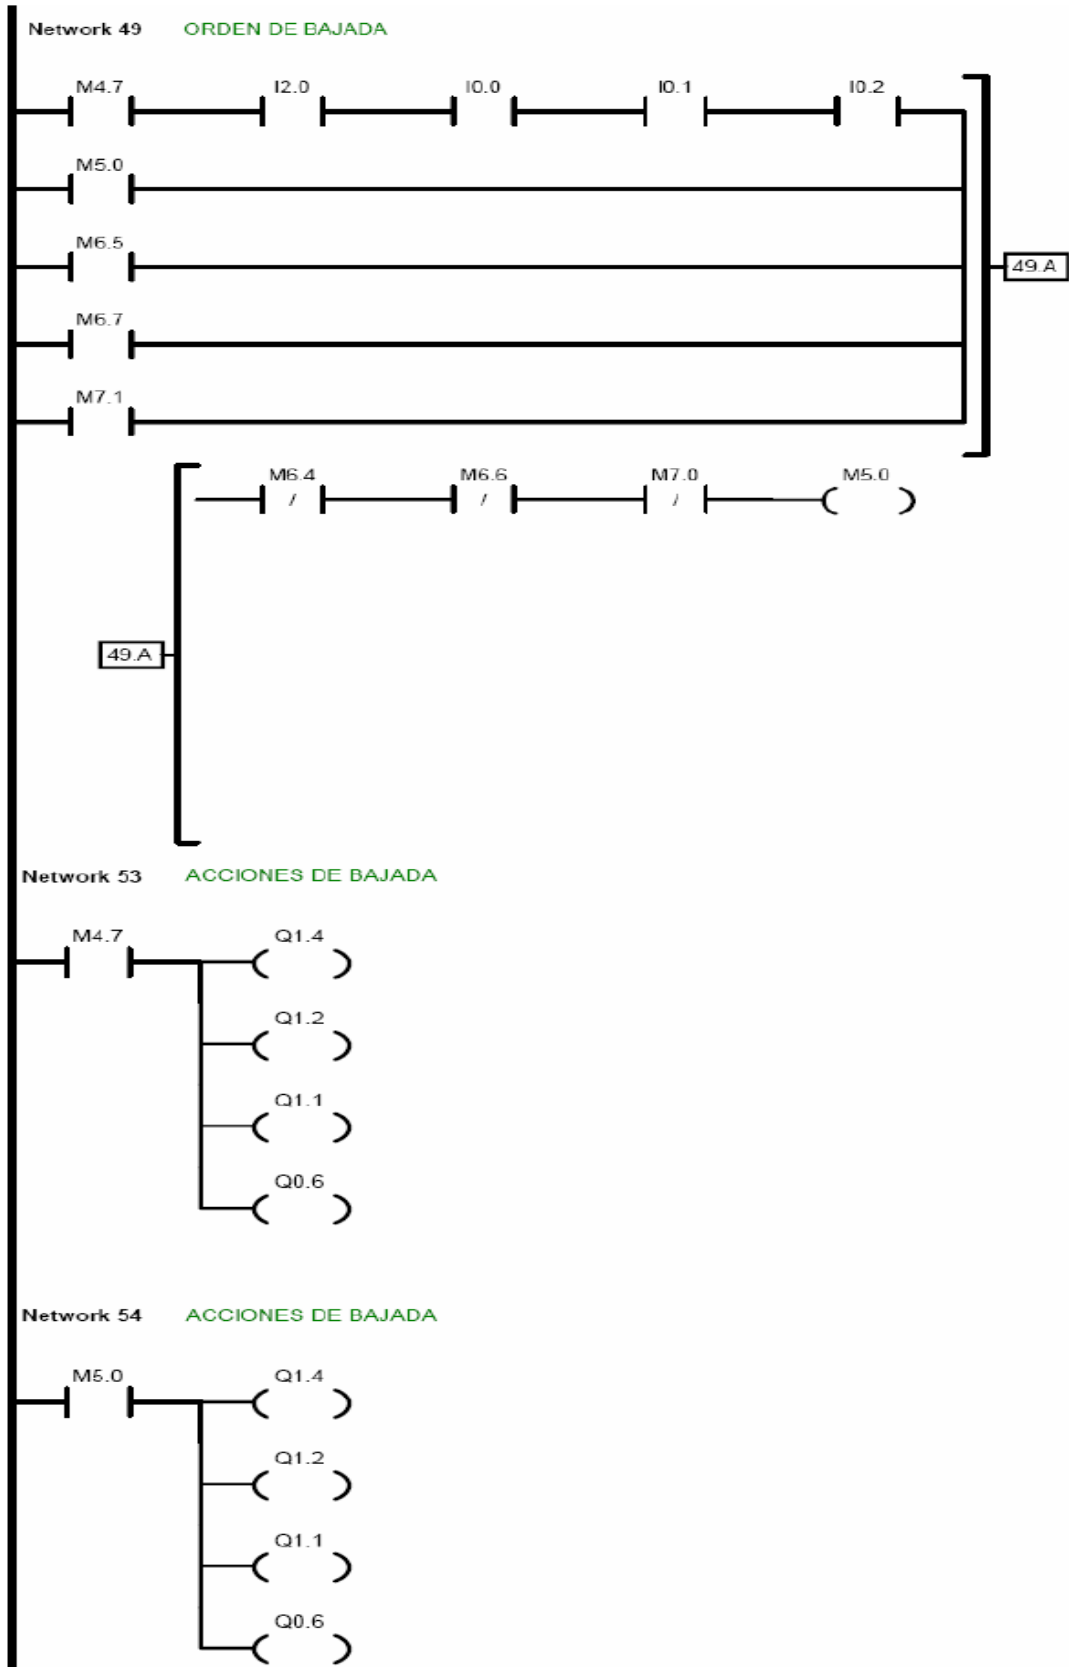 Network 49 ORDEN DE BAJADA
M4.7 I2.0 I0.0 I0.1 I0.2
M5.0
M6.5
49.A
M6.7
M7.1
M6.4 M6.6 M7.0 M5.0
/ / /
49.A
Network 53 ACCIONES DE BAJADA
M4.7 Q1.4
Q1.2
Q1.1
Q0.6
Network 54 ACCIONES DE BAJADA
M5.0 Q1.4
Q1.2
Q1.1
Q0.6